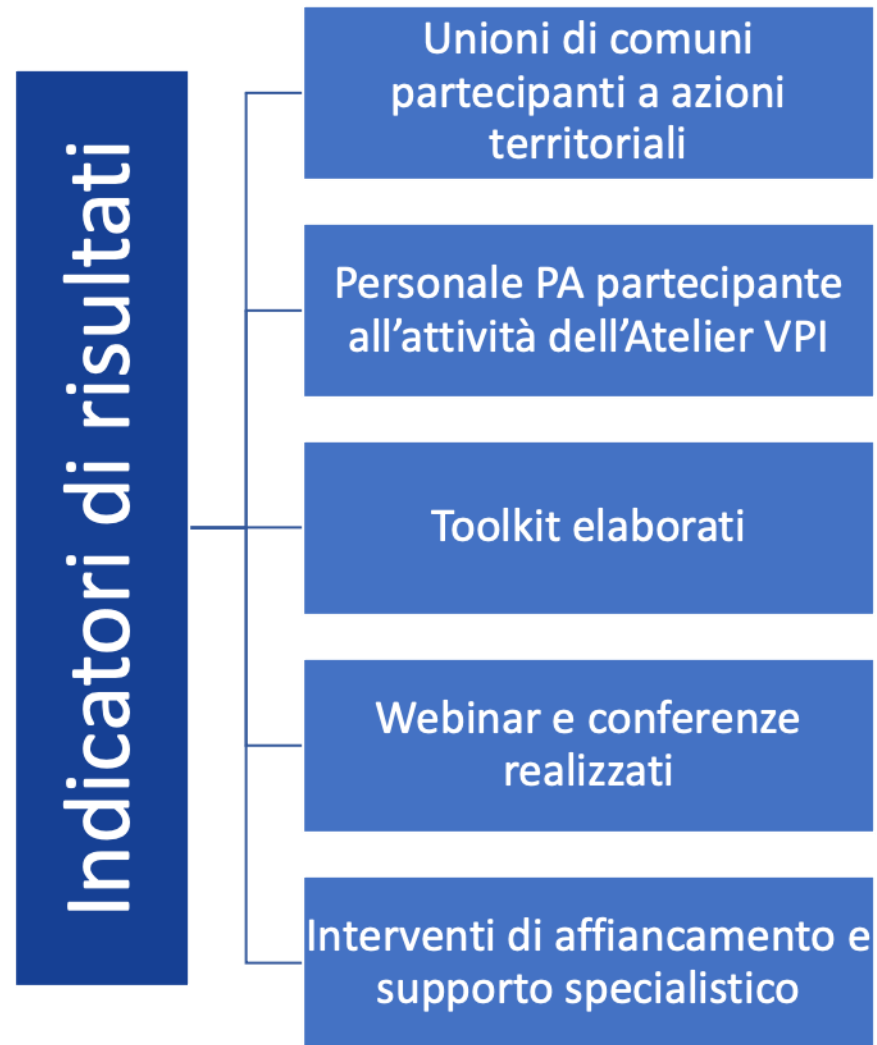 Indicatori di risultati
Unioni di comuni
partecipanti a azioni
territoriali
Personale PA partecipante
all’attività dell’Atelier VPI
Toolkit elaborati
Webinar e conferenze
realizzati
Interventi di affiancamento e
supporto specialistico